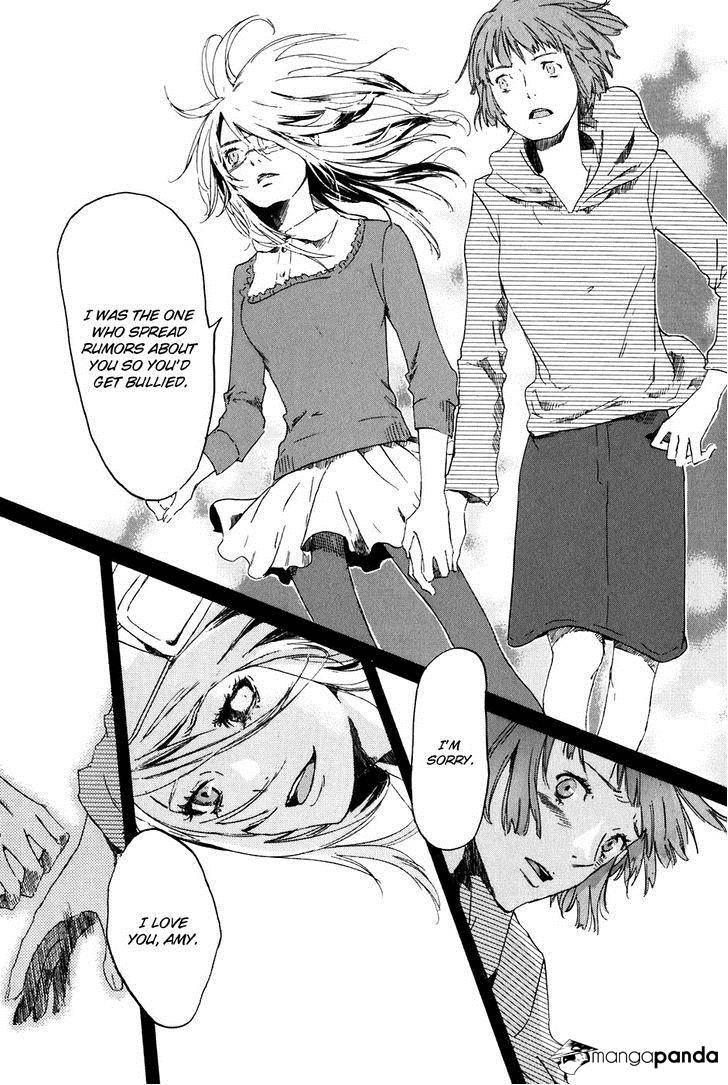 I WAS THE ONE
WHO SPREAD
RUMORS ABOUT
YOU SO YOU'D
GET BULLIED.
I'M
SORRY.
I LOVE
YOU, AMY.
mangapanda